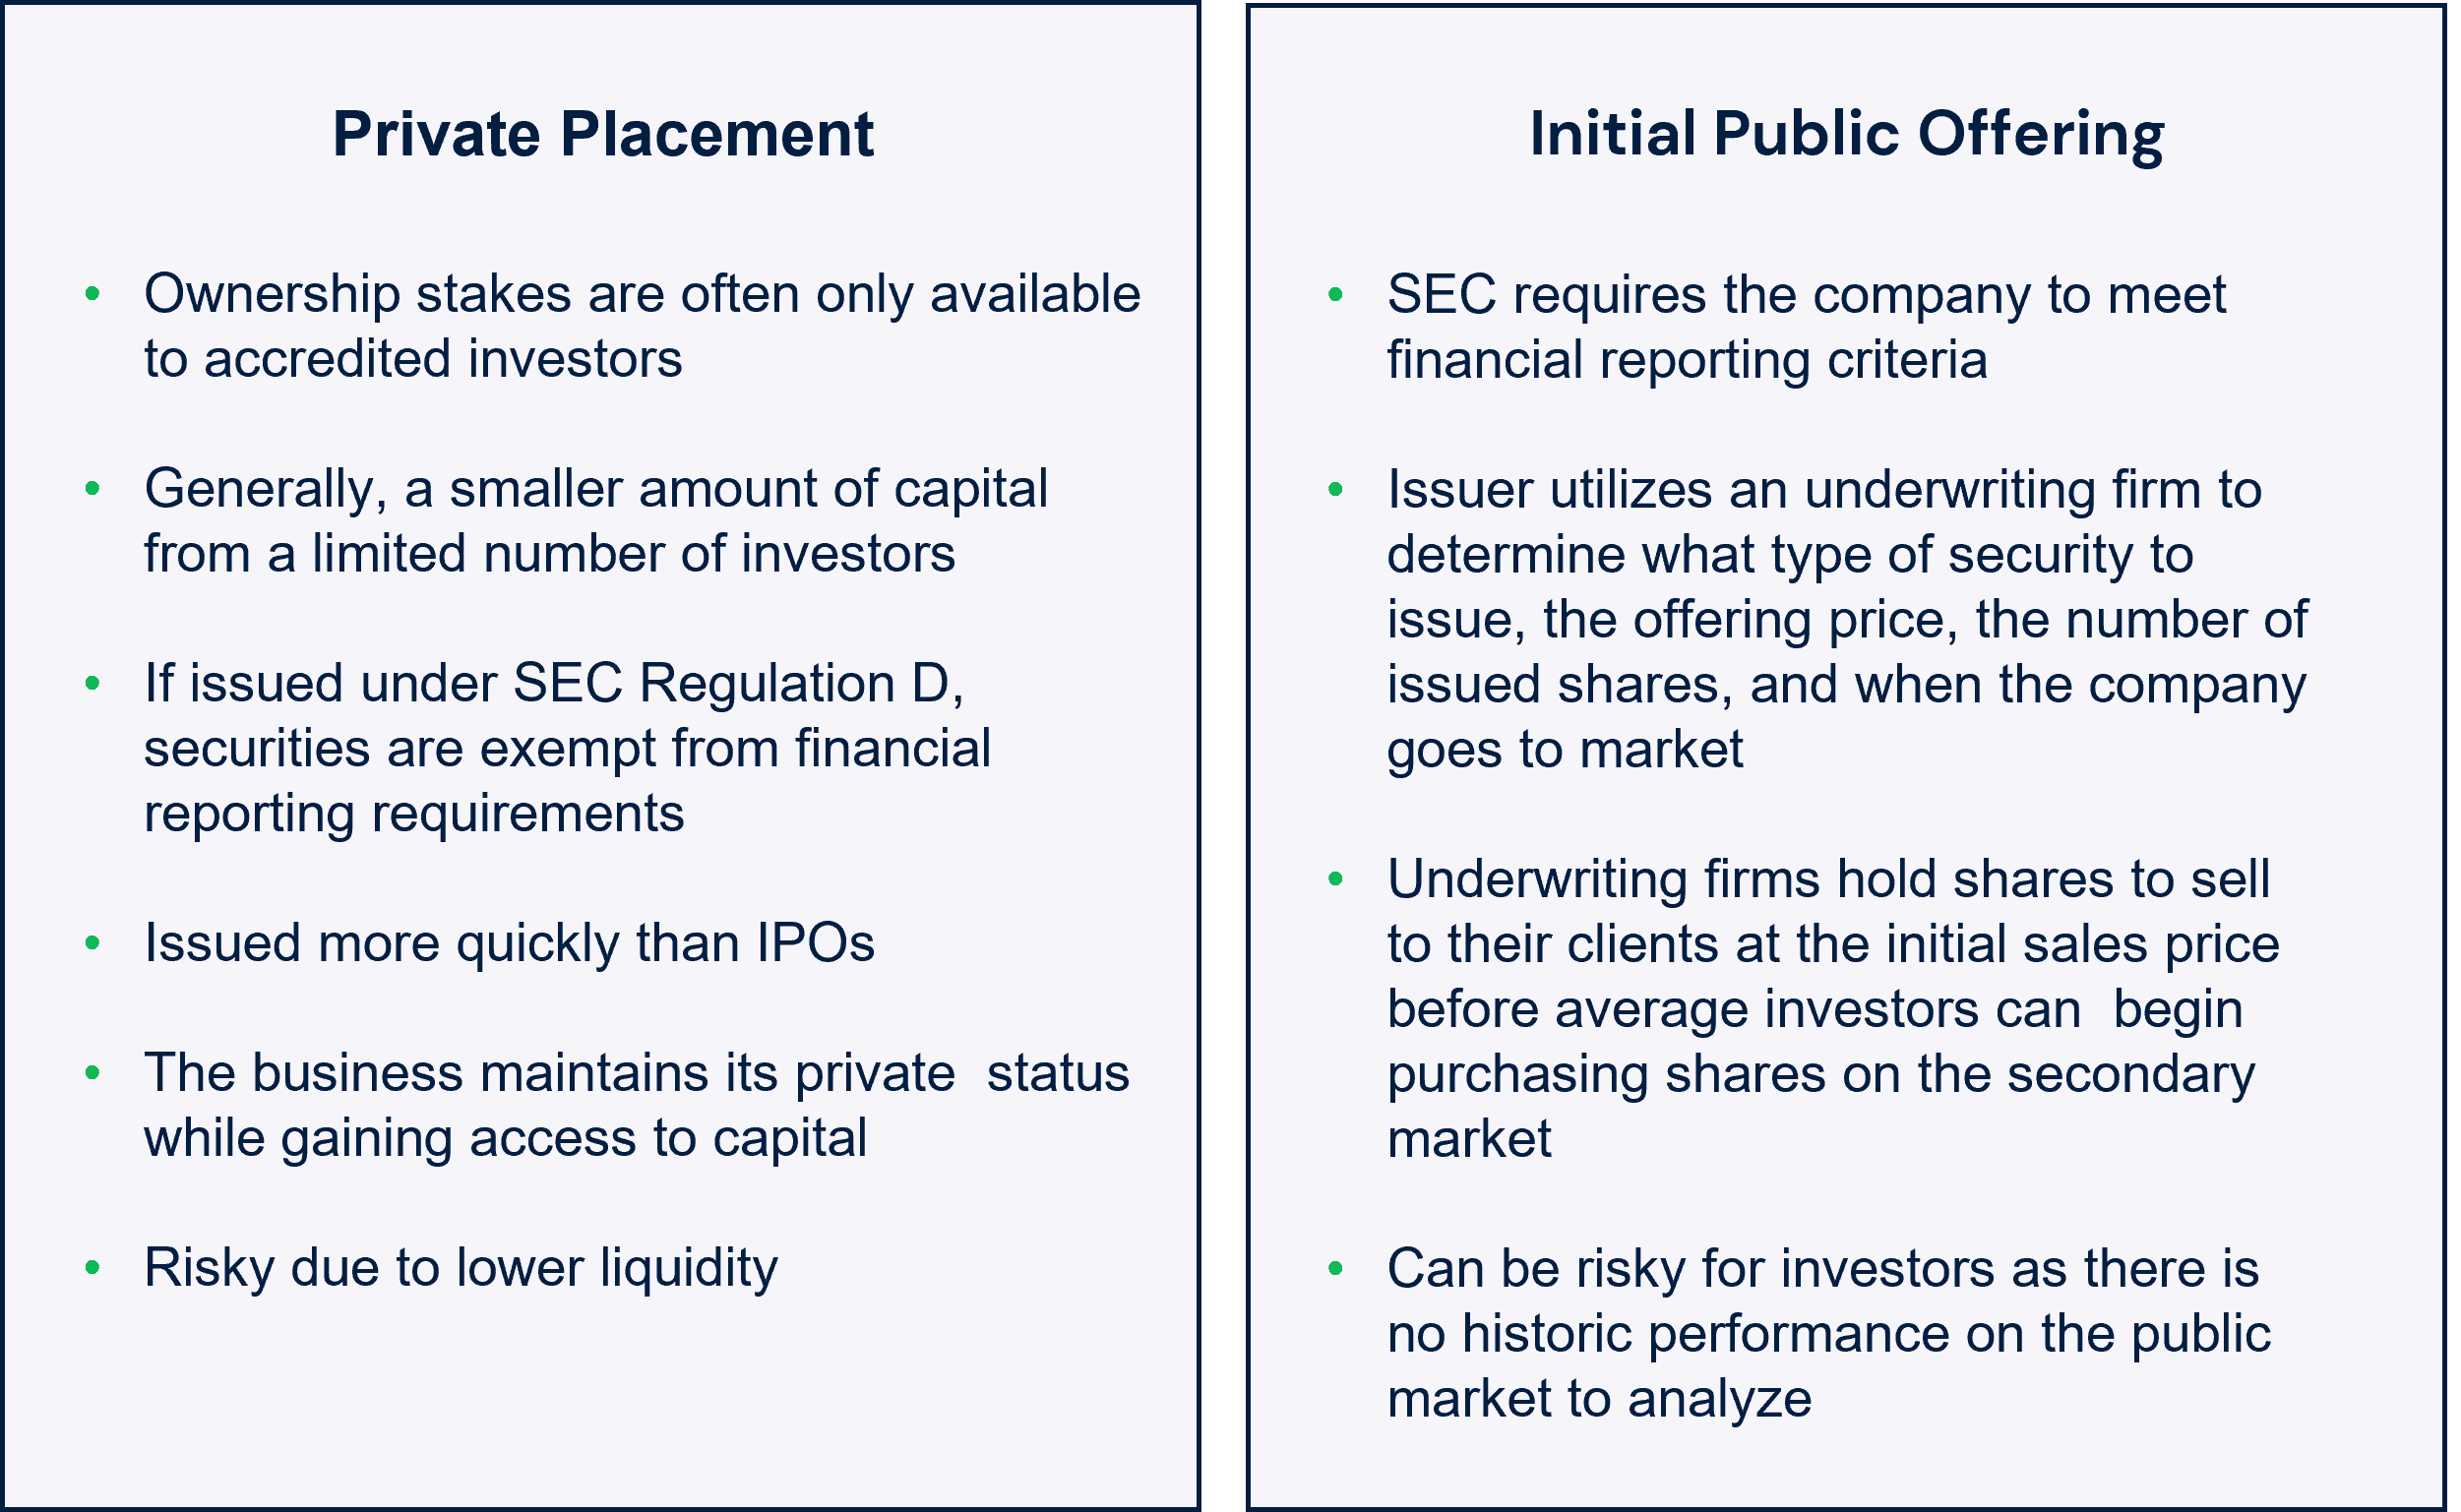 Private Placement
• Ownership stakes are often only available
to accredited investors
• Generally, a smaller amount of capital
from a limited number of investors
• If issued under SEC Regulation D,
securities are exempt from financial
reporting requirements
• Issued more quickly than IPOs
• The business maintains its private  status
while gaining access to capital
• Risky due to lower liquidity
Initial Public Offering
• SEC requires the company to meet
financial reporting criteria
• Issuer utilizes an underwriting firm to
determine what type of security to
issue, the offering price, the number of
issued shares, and when the company
goes to market
• Underwriting firms hold shares to sell
to their clients at the initial sales price
before average investors can  begin
purchasing shares on the secondary
market
• Can be risky for investors as there is
no historic performance on the public
market to analyze